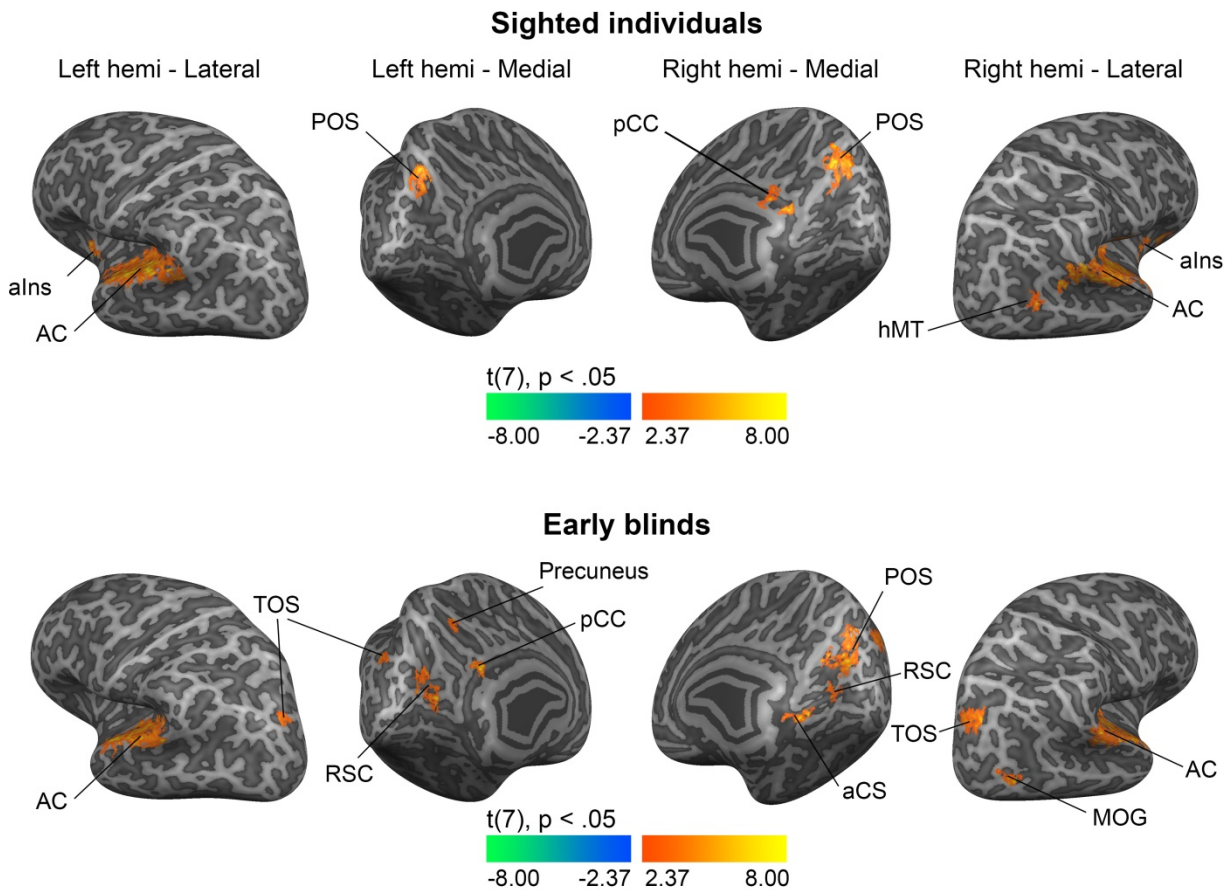 Sighted individuals
Left hemi - Lateral
Left hemi - Medial
Right hemi - Medial
Right hemi - Lateral
POS
pCC
POS
aIns
AC
aIns
AC
hMT
t(7), p < .05
-8.00 -2.37 2.37 8.00
Early blinds
TOS
Precuneus
pCC
POS
RSC
TOS
AC
RSC
aCS
AC
MOG
t(7), p < .05
-8.00 -2.37 2.37 8.00